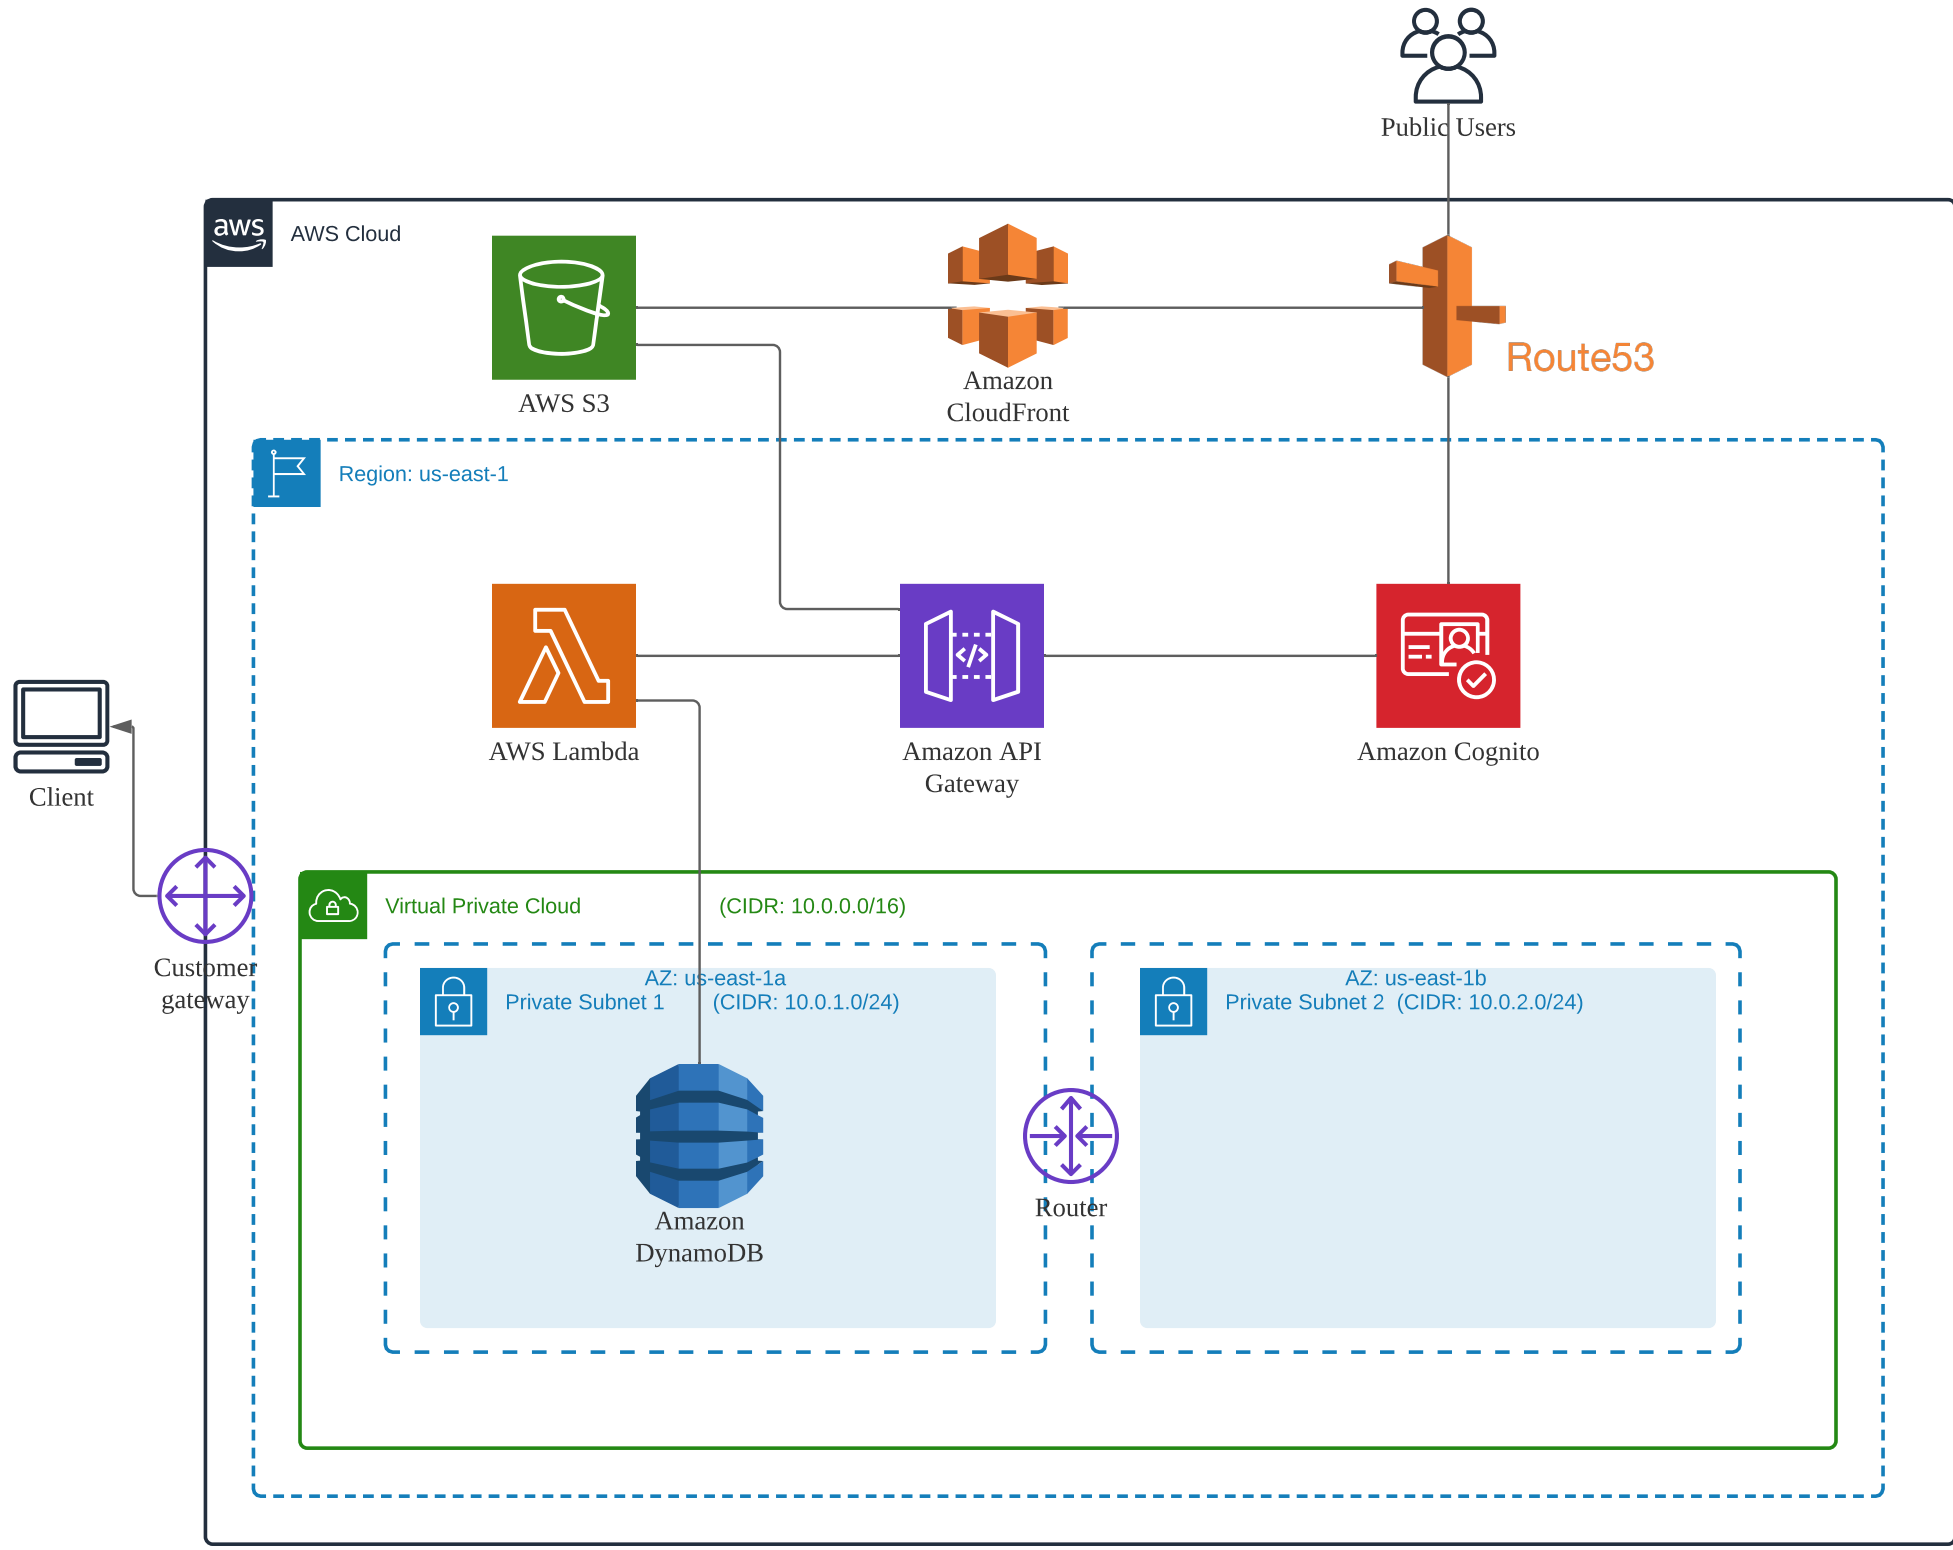 Public Users
aws
AWS Cloud
Route53
AWS S3
Amazon
CloudFront
Region: us-east-1
</>
AWS Lambda
Amazon API
Gateway
Amazon Cognito
Client
Customer
gateway
Virtual Private Cloud (CIDR: 10.0.0.0/16)
AZ: us-east-1a
Private Subnet 1 (CIDR: 10.0.1.0/24)
AZ: us-east-1b
Private Subnet 2 (CIDR: 10.0.2.0/24)
Router
Amazon
DynamoDB